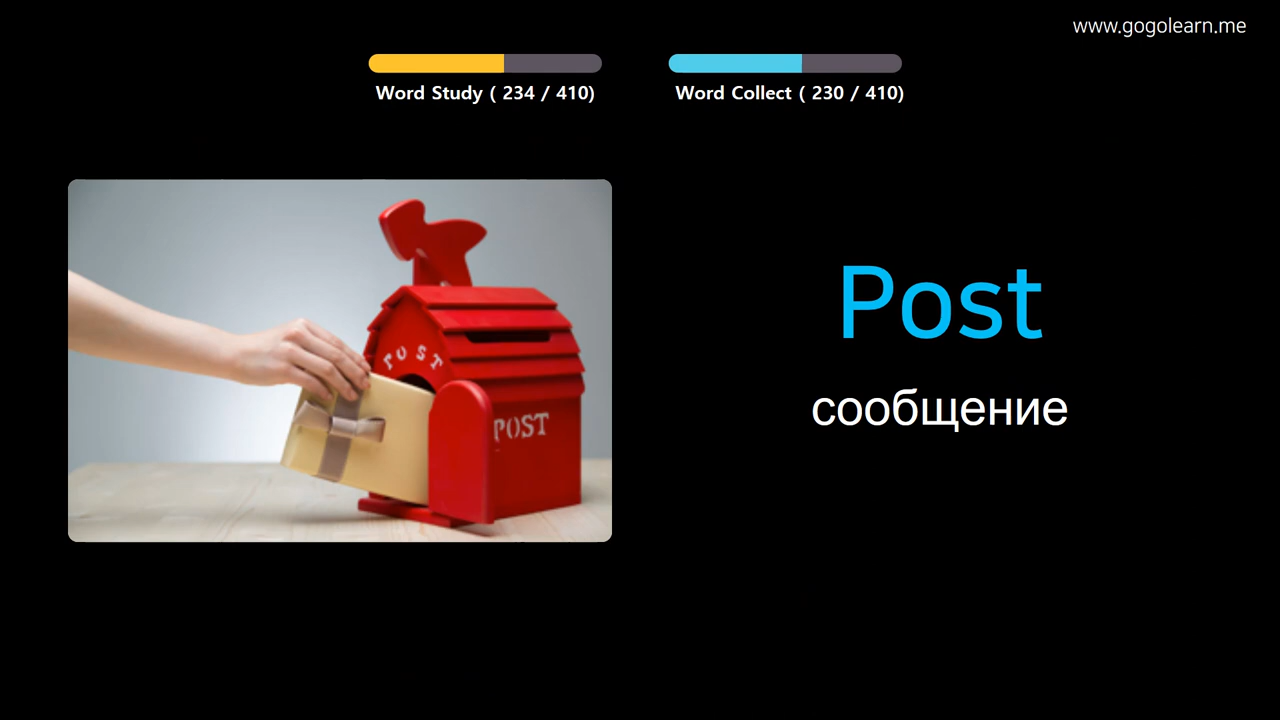 www.gogolearn.me
Word Study ( 234 / 410)
Word Collect ( 230 / 410)
POST
POST
Post
сообщение